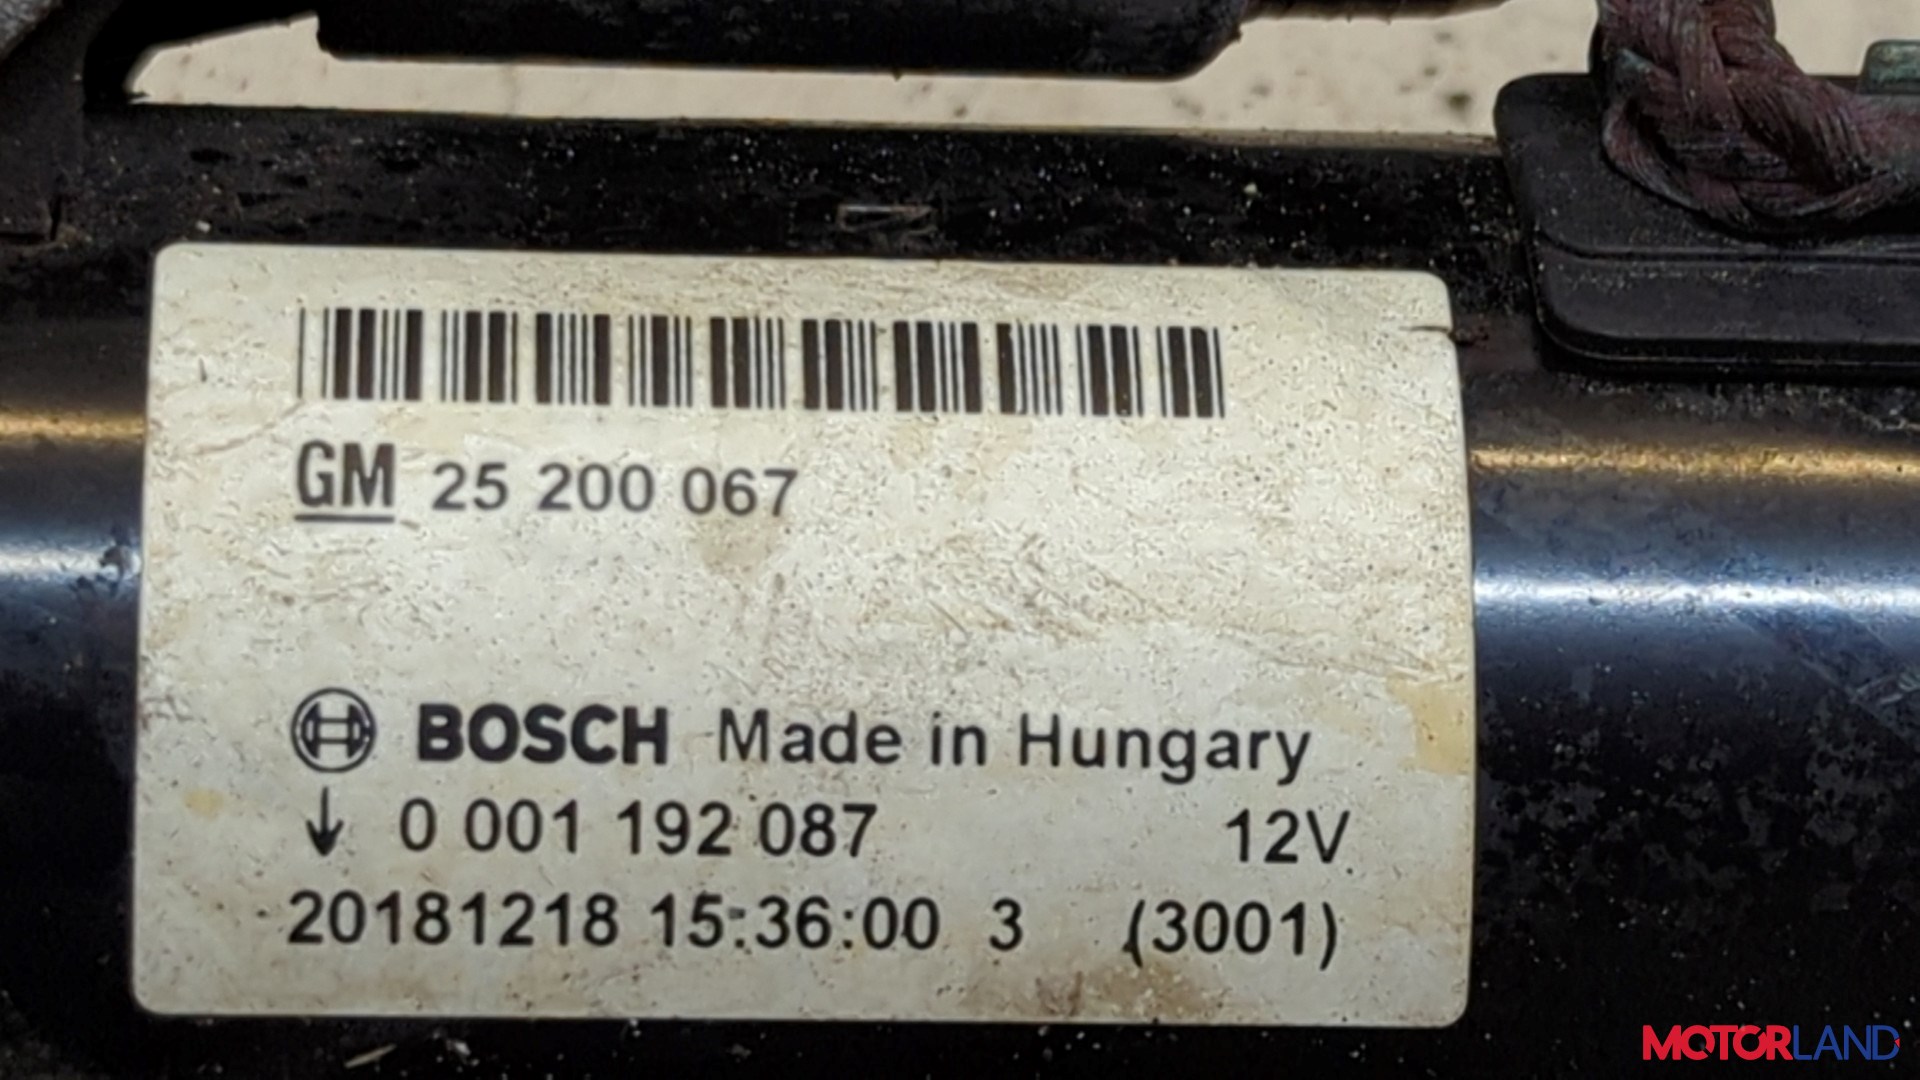 GM 25 200 067
BOSCH Made in Hungary
↓ 0 001 192 087 12V
20181218 15:36:00 3 (3001)
MOTORLAND